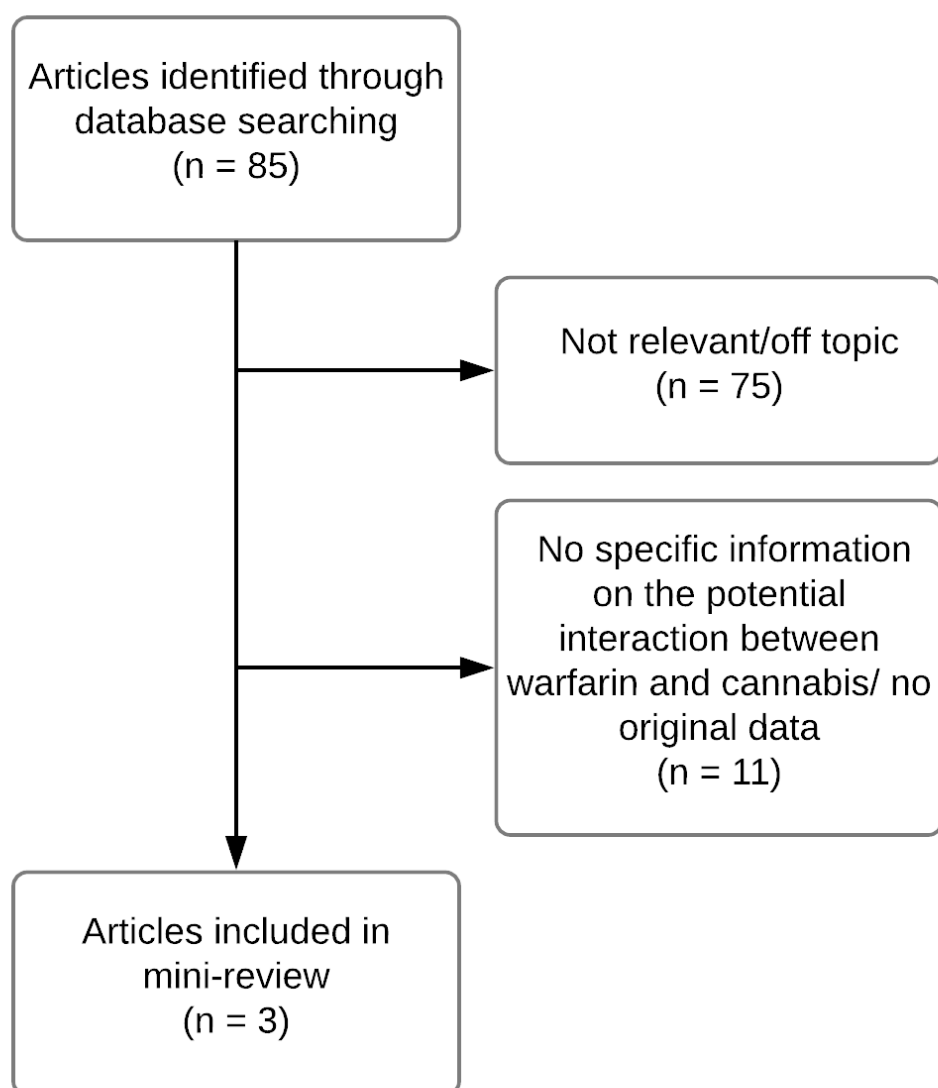 Articles identified through
database searching
(n = 85)
Not relevant/off topic
(n = 75)
No specific information
on the potential
interaction between
warfarin and cannabis/ no
original data
(n = 11)
Articles included in
mini-review
(n = 3)